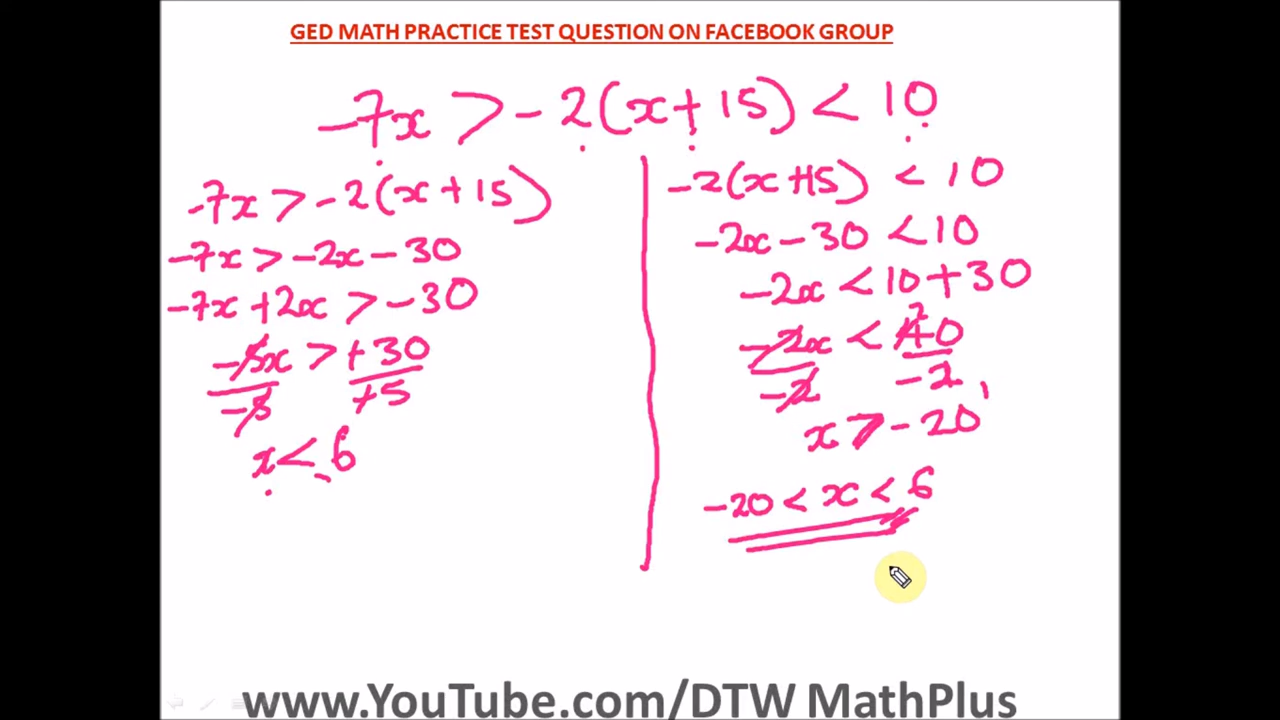 GED MATH PRACTICE TEST QUESTION ON FACEBOOK GROUP
-7x > -2(x+15) < 10
-7x > -2(x+15)
-7x > -2x - 30
-7x + 2x > -30
-5x > +30
-5 +5
x < 6
-2(x+15) < 10
-2x - 30 < 10
-2x < 10 + 30
2
-2x < 40
-2 -2
x > -20
-20 < x < 6
www.YouTube.com/DTW MathPlus